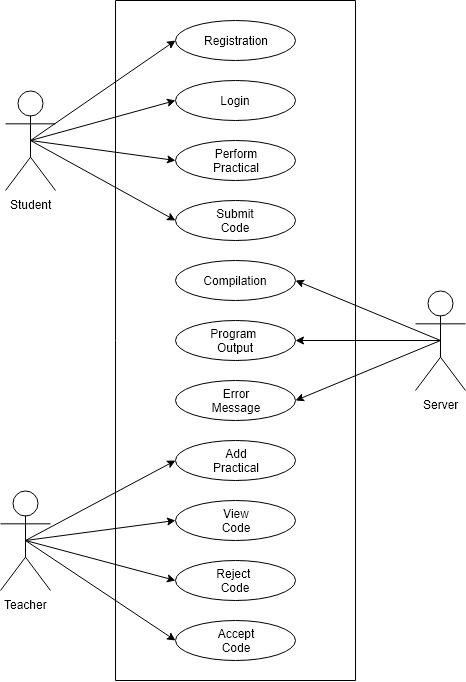 Registration
Login
Perform
Practical
Student
Submit
Code
Compilation
Program
Output
Error
Message
Server
Add
Practical
View
Code
Reject
Code
Teacher
Accept
Code